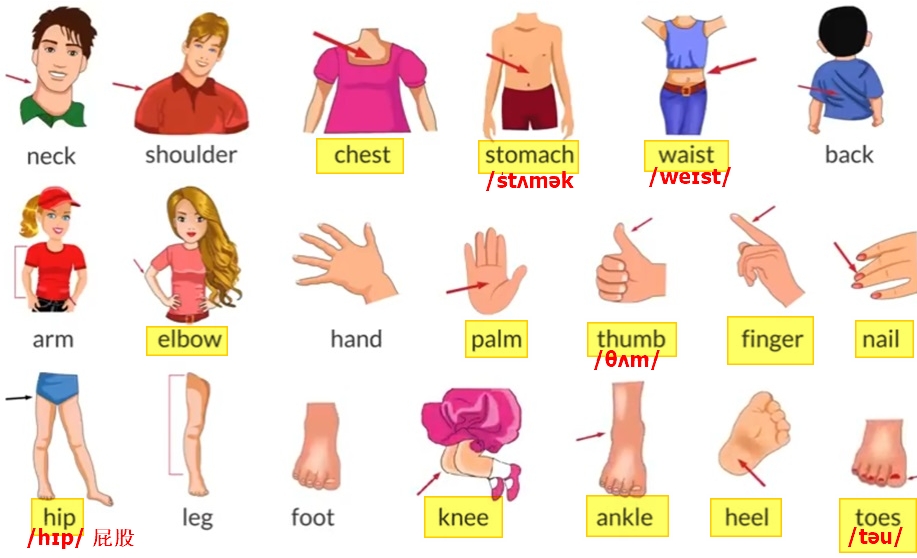 neck shoulder chest stomach waist back
/ˈstʌmək /weɪst/
arm elbow hand palm thumb finger nail
/θʌm/
hip leg foot knee ankle heel toes
/hɪp/ 屁股 /təu/